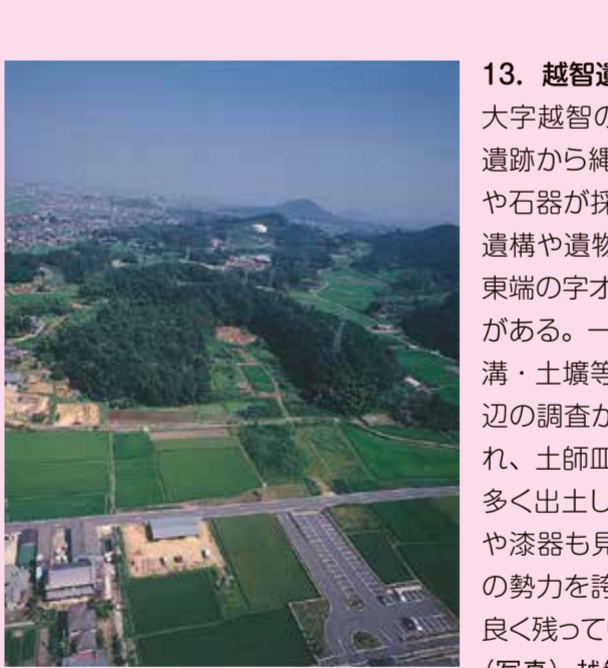 13. 越智遺
大字越智の
遺跡から縄
や石器が採
遺構や遺物
東端の字オ
がある。一
溝・土壙等
辺の調査か
れ、土師皿
多く出土し
や漆器も見
の勢力を誇
良く残って
(写真) 越